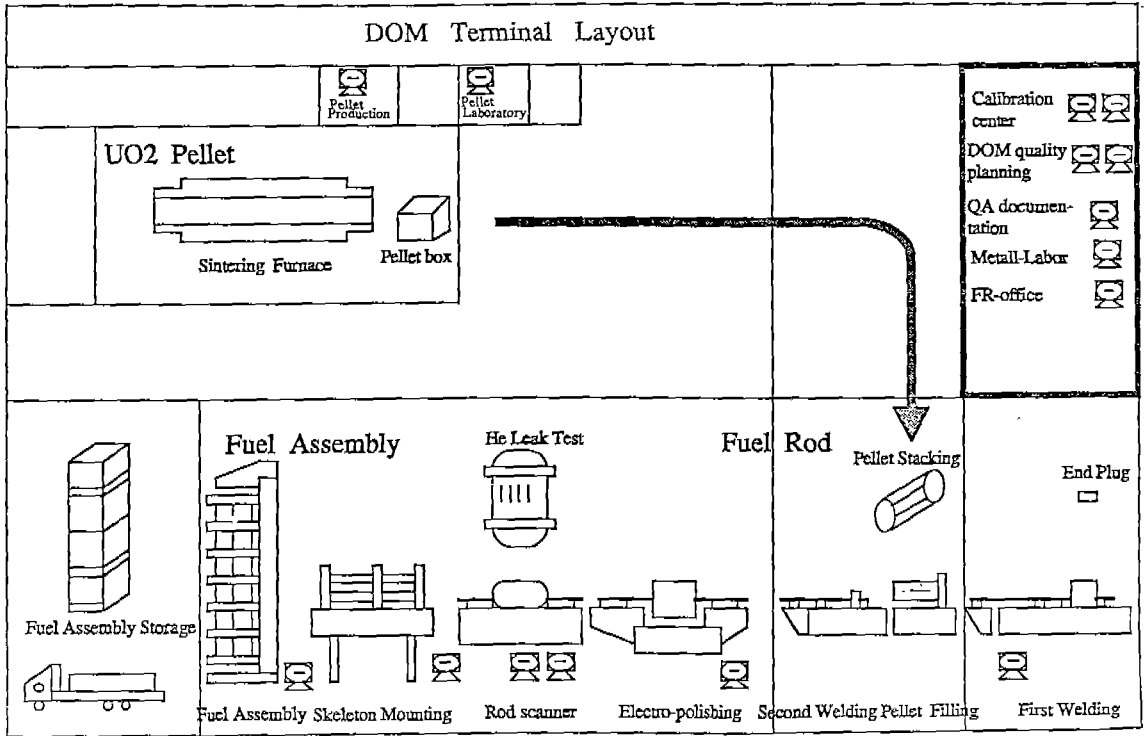 DOM Terminal Layout
Pellet
Production
Pellet
Laboratory
Calibration
center
DOM quality
planning
QA documen-
tation
Metall-Labor
FR-office
UO2 Pellet
Sintering Furnace
Pellet box
Fuel Assembly
He Leak Test
Fuel Rod
Pellet Stacking
End Plug
Fuel Assembly Storage
Fuel Assembly
Skeleton Mounting
Rod scanner
Electro-polishing
Second Welding
Pellet Filling
First Welding